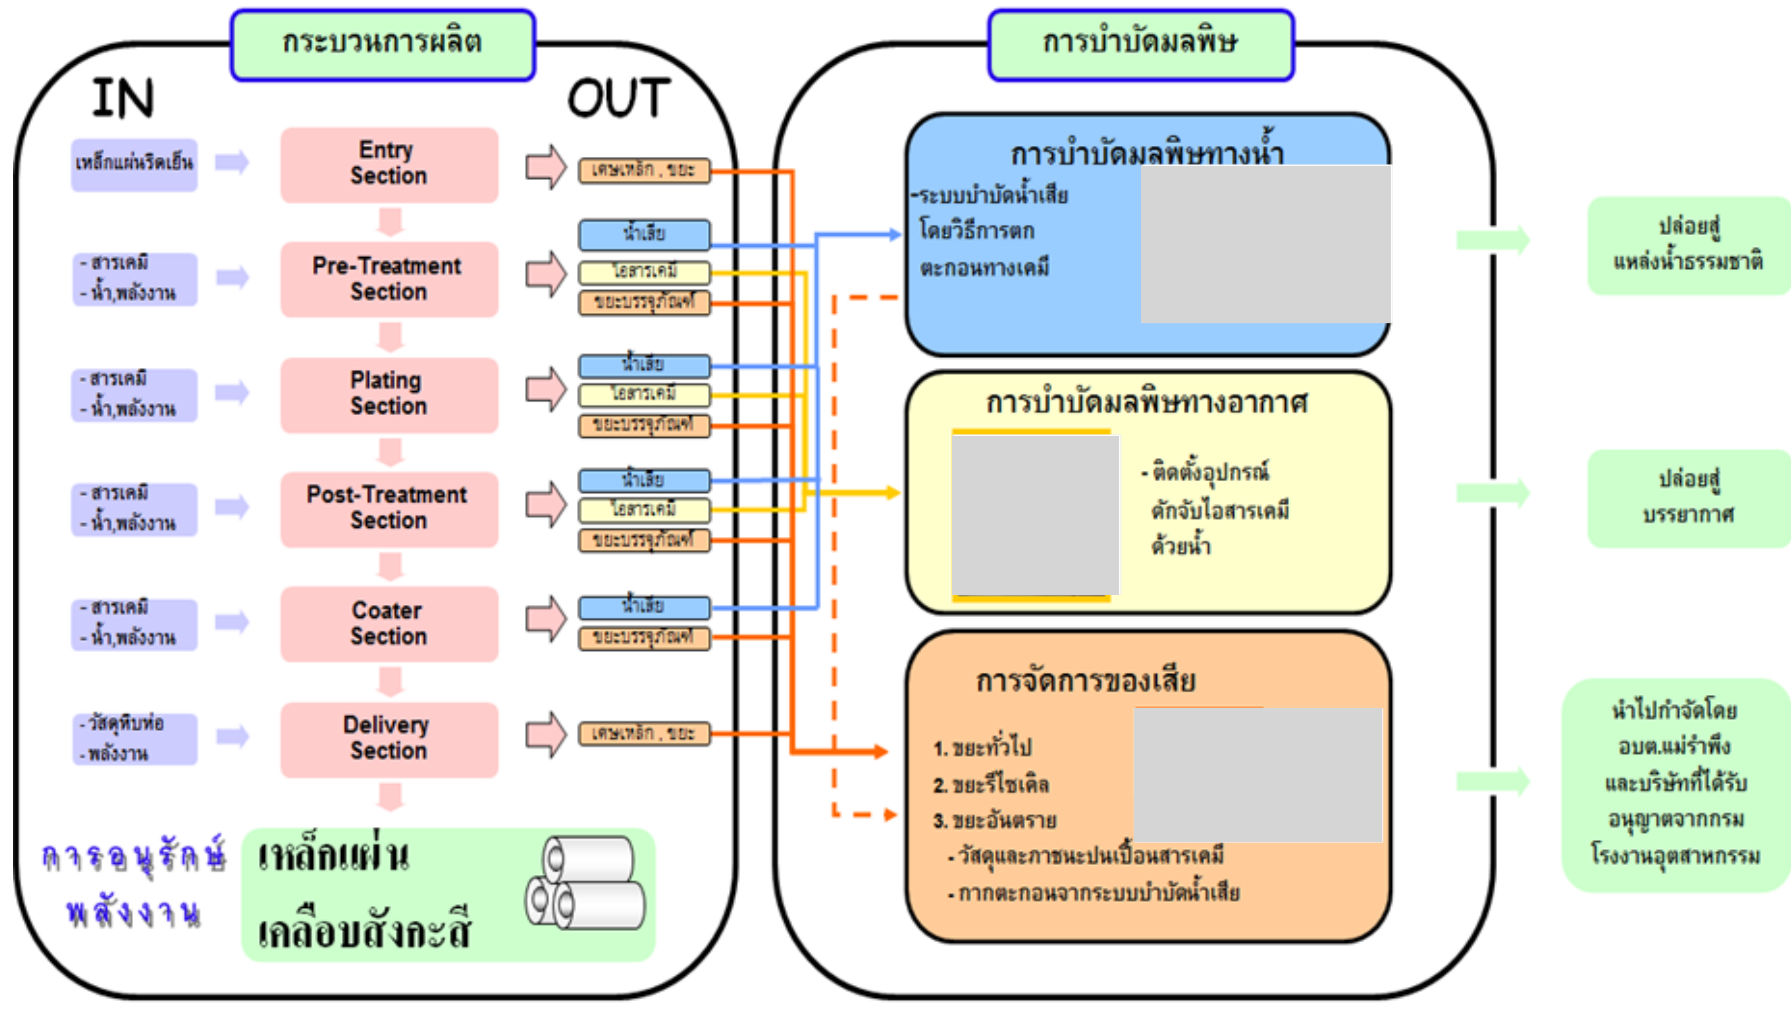 กระบวนการผลิต
IN
OUT
เหล็กแผ่นรีดเย็น
Entry
Section
เศษเหล็ก , ขยะ
- สารเคมี
- น้ำ,พลังงาน
Pre-Treatment
Section
น้ำเสีย
ไอสารเคมี
ขยะบรรจุภัณฑ์
- สารเคมี
- น้ำ,พลังงาน
Plating
Section
น้ำเสีย
ไอสารเคมี
ขยะบรรจุภัณฑ์
- สารเคมี
- น้ำ,พลังงาน
Post-Treatment
Section
น้ำเสีย
ไอสารเคมี
ขยะบรรจุภัณฑ์
- สารเคมี
- น้ำ,พลังงาน
Coater
Section
น้ำเสีย
ขยะบรรจุภัณฑ์
- วัสดุหีบห่อ
- พลังงาน
Delivery
Section
เศษเหล็ก , ขยะ
การอนุรักษ์
พลังงาน
เหล็กแผ่น
เคลือบสังกะสี
การบำบัดมลพิษ
การบำบัดมลพิษทางน้ำ
-ระบบบำบัดน้ำเสีย
โดยวิธีการตก
ตะกอนทางเคมี
ปล่อยสู่
แหล่งน้ำธรรมชาติ
การบำบัดมลพิษทางอากาศ
- ติดตั้งอุปกรณ์
ดักจับไอสารเคมี
ด้วยน้ำ
ปล่อยสู่
บรรยากาศ
การจัดการของเสีย
1. ขยะทั่วไป
2. ขยะรีไซเคิล
3. ขยะอันตราย
- วัสดุและภาชนะปนเปื้อนสารเคมี
- กากตะกอนจากระบบบำบัดน้ำเสีย
นำไปกำจัดโดย
อบต.แม่รำพึง
และบริษัทที่ได้รับ
อนุญาตจากกรม
โรงงานอุตสาหกรรม